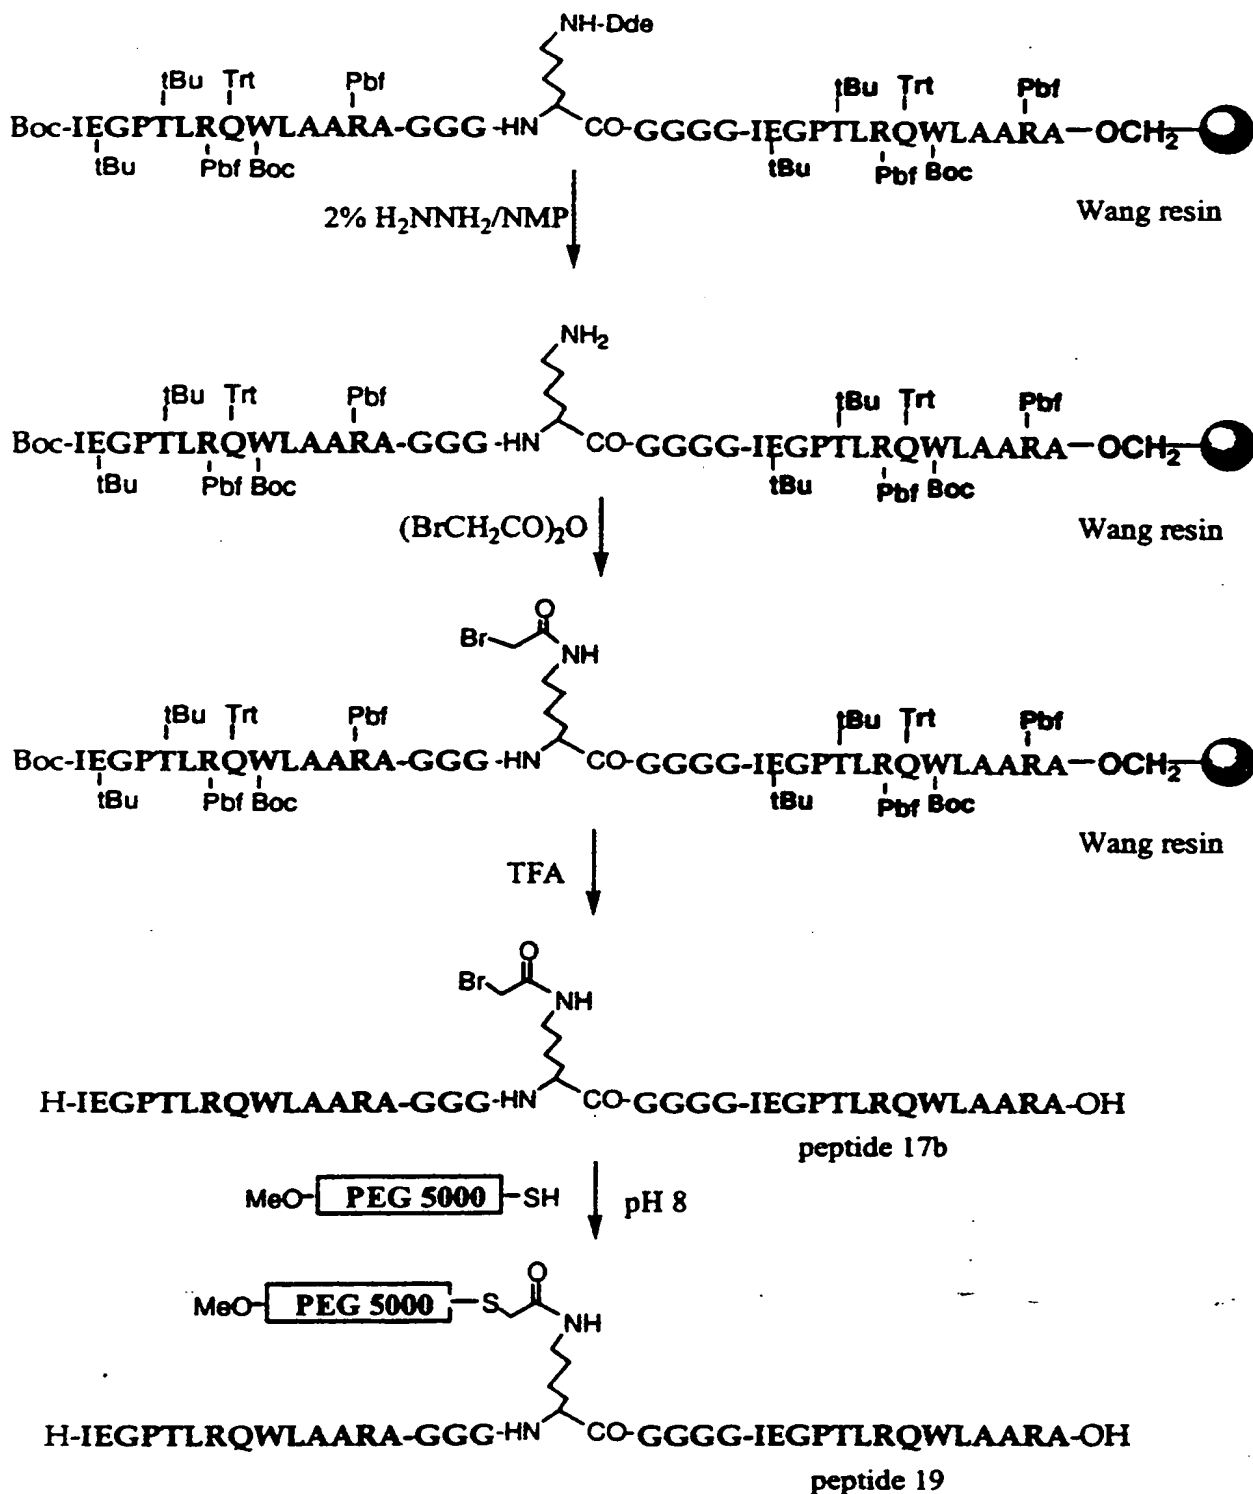 NH-Dde
tBu Trt Pbf tBu Trt Pbf
Boc-IEGPTLRQWLAARA-GGG-HN CO-GGGG-IEGPTLRQWLAARA-OCH2
tBu Pbf Boc tBu Pbf Boc
Wang resin
2% H2NNH2/NMP
NH2
tBu Trt Pbf tBu Trt Pbf
Boc-IEGPTLRQWLAARA-GGG-HN CO-GGGG-IEGPTLRQWLAARA-OCH2
tBu Pbf Boc tBu Pbf Boc
(BrCH2CO)2O
Wang resin
O
Br
NH
tBu Trt Pbf tBu Trt Pbf
Boc-IEGPTLRQWLAARA-GGG-HN CO-GGGG-IEGPTLRQWLAARA-OCH2
tBu Pbf Boc tBu Pbf Boc
Wang resin
TFA
O
Br
NH
H-IEGPTLRQWLAARA-GGG-HN CO-GGGG-IEGPTLRQWLAARA-OH
peptide 17b
MeO- PEG 5000 -SH pH 8
O
MeO- PEG 5000 -S
NH
H-IEGPTLRQWLAARA-GGG-HN CO-GGGG-IEGPTLRQWLAARA-OH
peptide 19